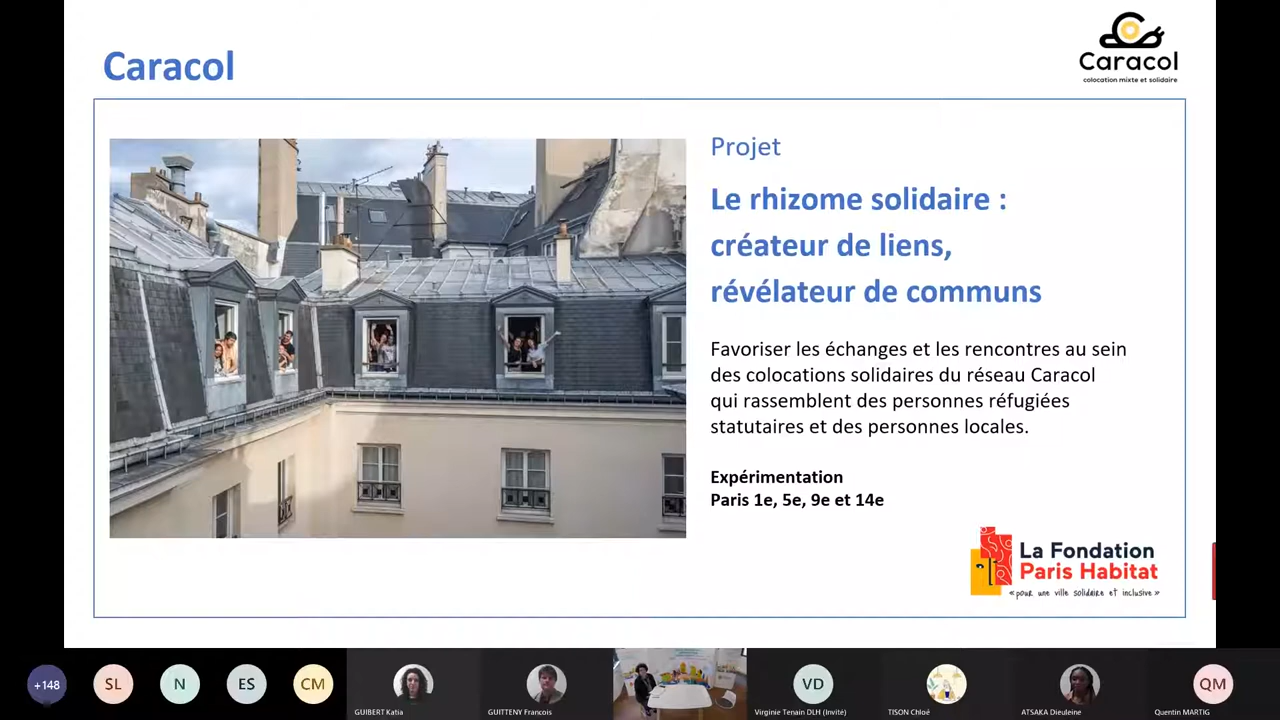 Caracol
Caracol
colocation mixte et solidaire
Projet
Le rhizome solidaire :
créateur de liens,
révélateur de communs
Favoriser les échanges et les rencontres au sein
des colocations solidaires du réseau Caracol
qui rassemblent des personnes réfugiées
statutaires et des personnes locales.
Expérimentation
Paris 1e, 5e, 9e et 14e
La Fondation
Paris Habitat
« pour une ville solidaire et inclusive »
+148
SL
N
ES
CM
VD
QM
GUIBERT Katia
GUITTENY Francois
Virginie Tenain DLH (Invité)
TISON Chloé
ATSAKA Dieuleine
Quentin MARTIG